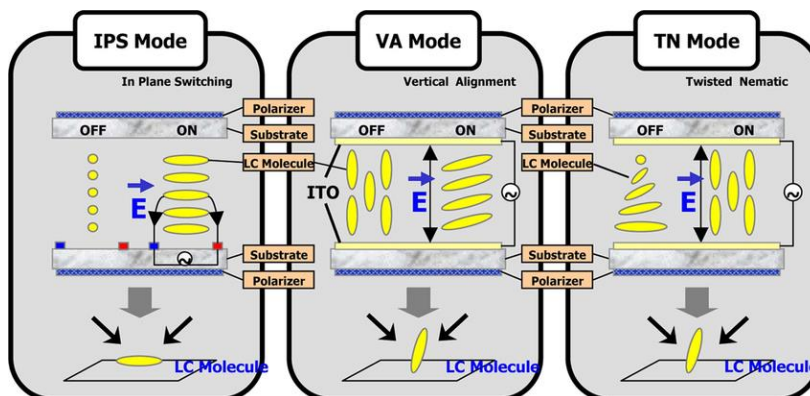 IPS Mode
In Plane Switching
OFF ON
E
LC Molecule
VA Mode
Vertical Alignment
OFF ON
E
LC Molecule
TN Mode
Twisted Nematic
OFF ON
E
LC Molecule
Polarizer
Substrate
LC Molecule
ITO
Substrate
Polarizer
Polarizer
Substrate
LC Molecule
Substrate
Polarizer